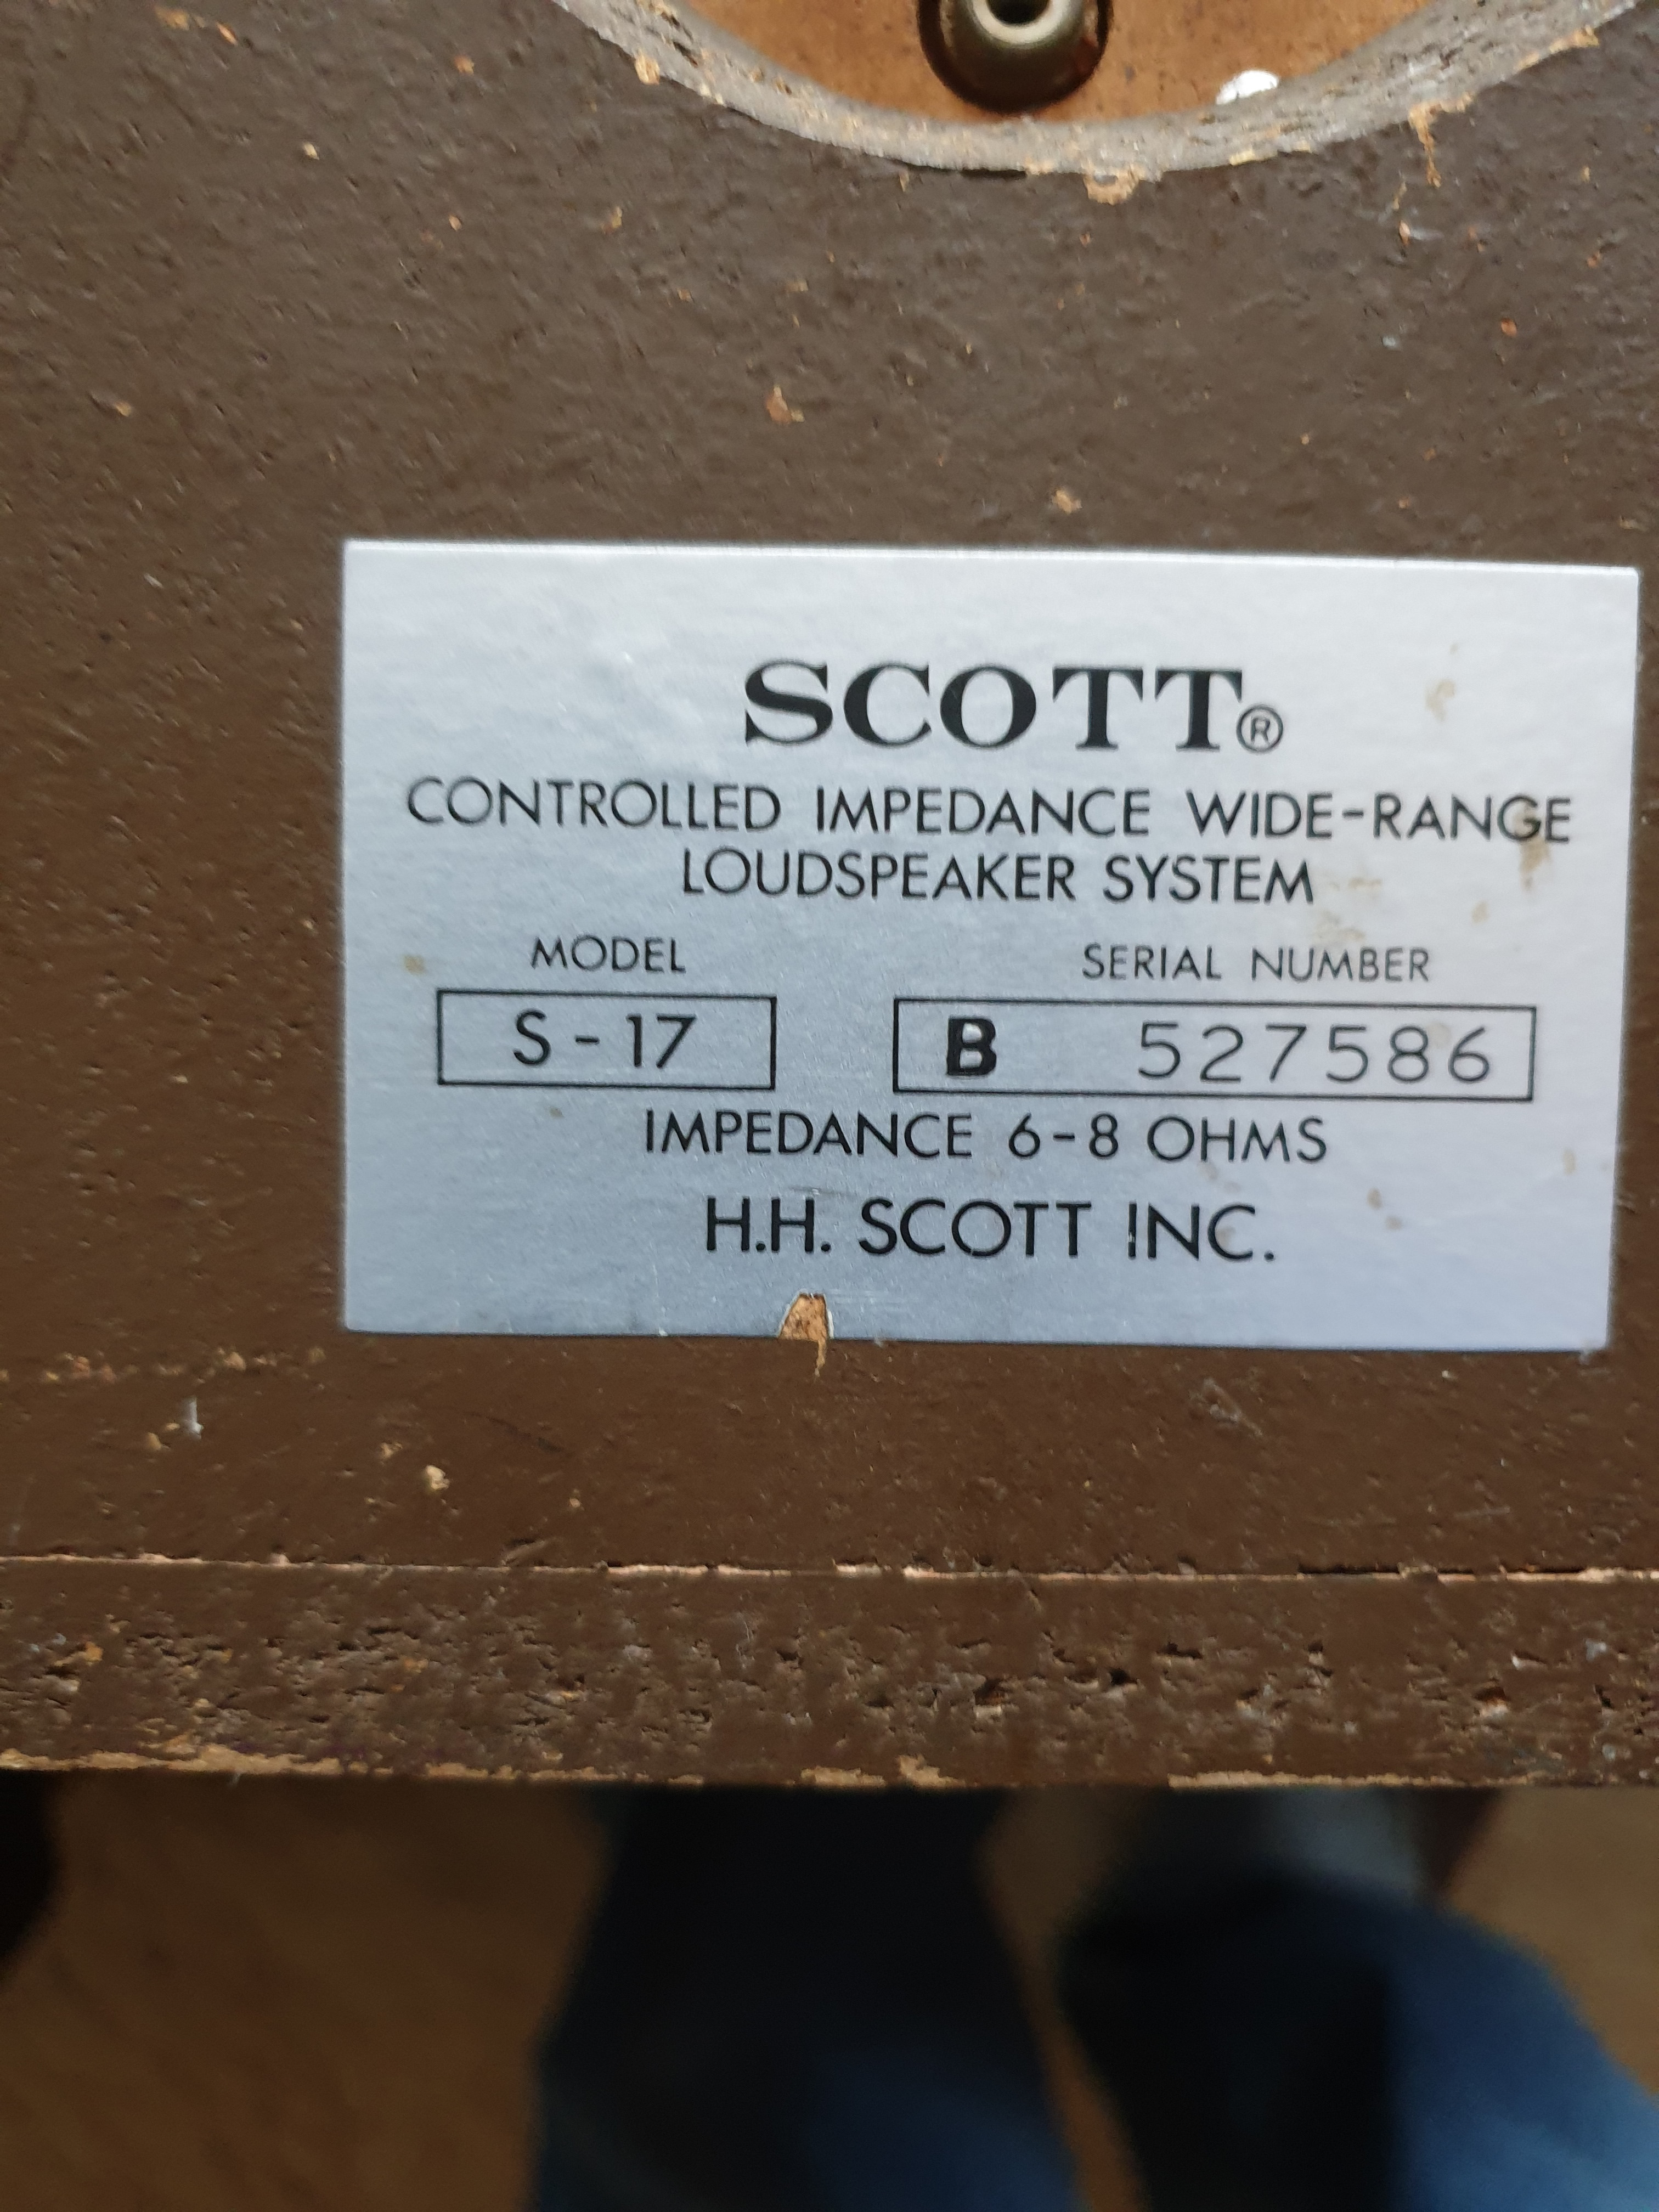 SCOTT®
CONTROLLED IMPEDANCE WIDE-RANGE
LOUDSPEAKER SYSTEM
MODEL SERIAL NUMBER
S-17 B 527586
IMPEDANCE 6-8 OHMS
H.H. SCOTT INC.